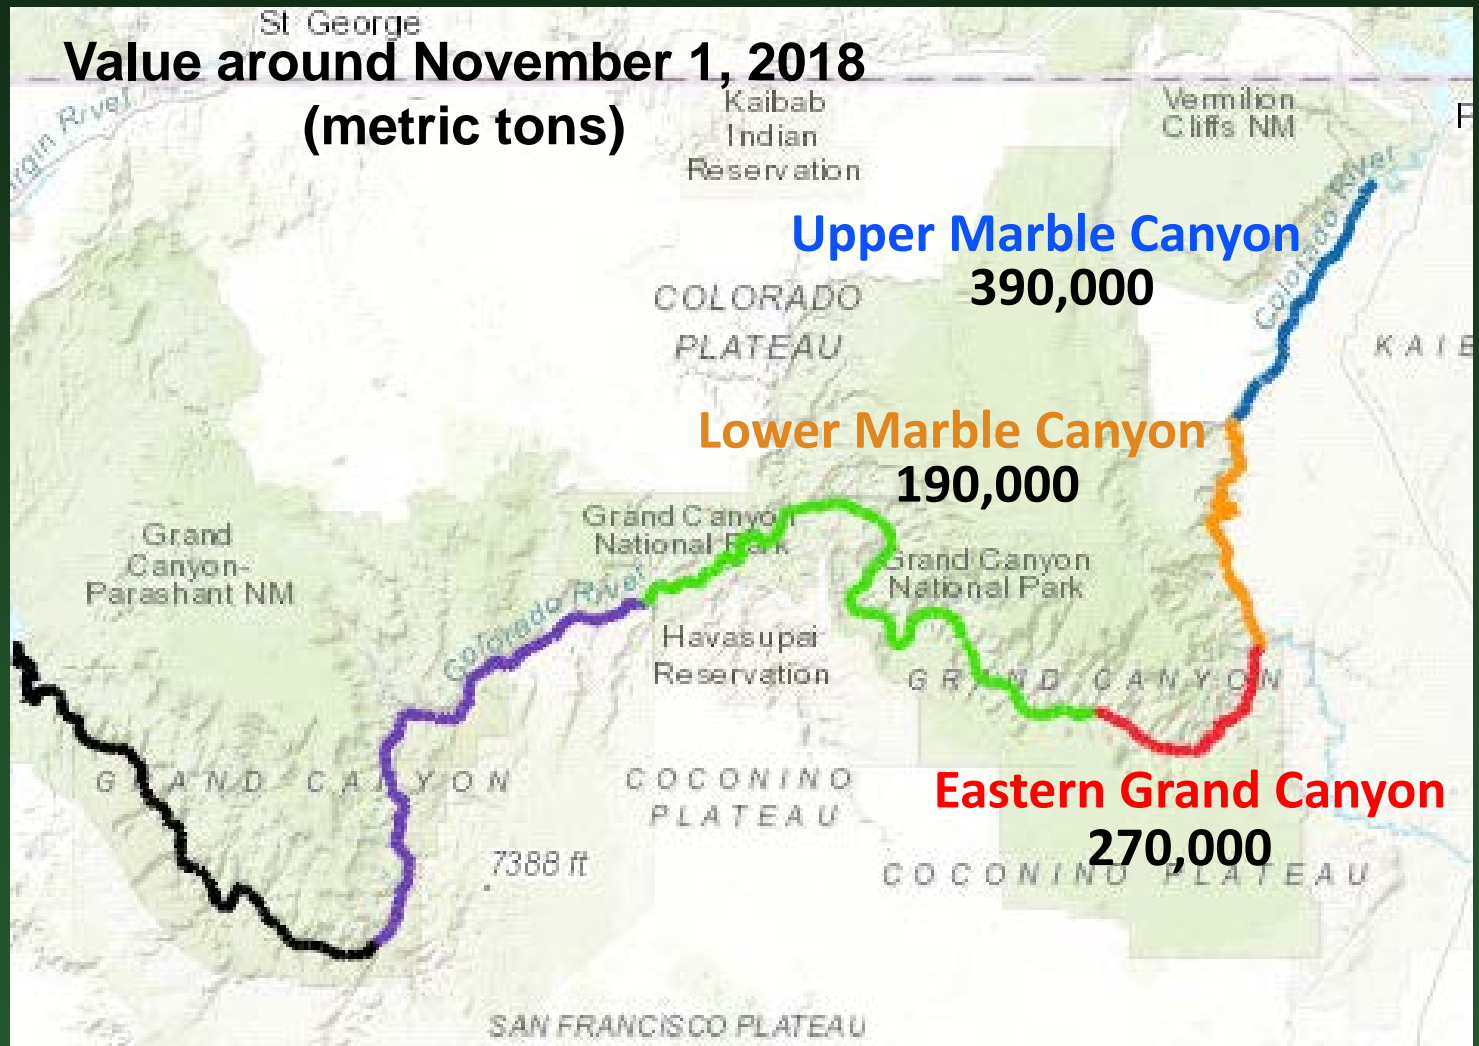 St George
Value around November 1, 2018
(metric tons)
Kaibab
Indian
Reservation
Vermilion
Cliffs NM
Colorado River
Upper Marble Canyon
390,000
COLORADO
PLATEAU
Lower Marble Canyon
190,000
Grand Canyon
National Park
Grand
Canyon-
Parashant NM
Grand Canyon
National Park
Colorado River
Havasupai
Reservation
GRAND CANYON
GRAND CANYON
COCONINO
PLATEAU
Eastern Grand Canyon
270,000
7388 ft
COCONINO PLATEAU
SAN FRANCISCO PLATEAU